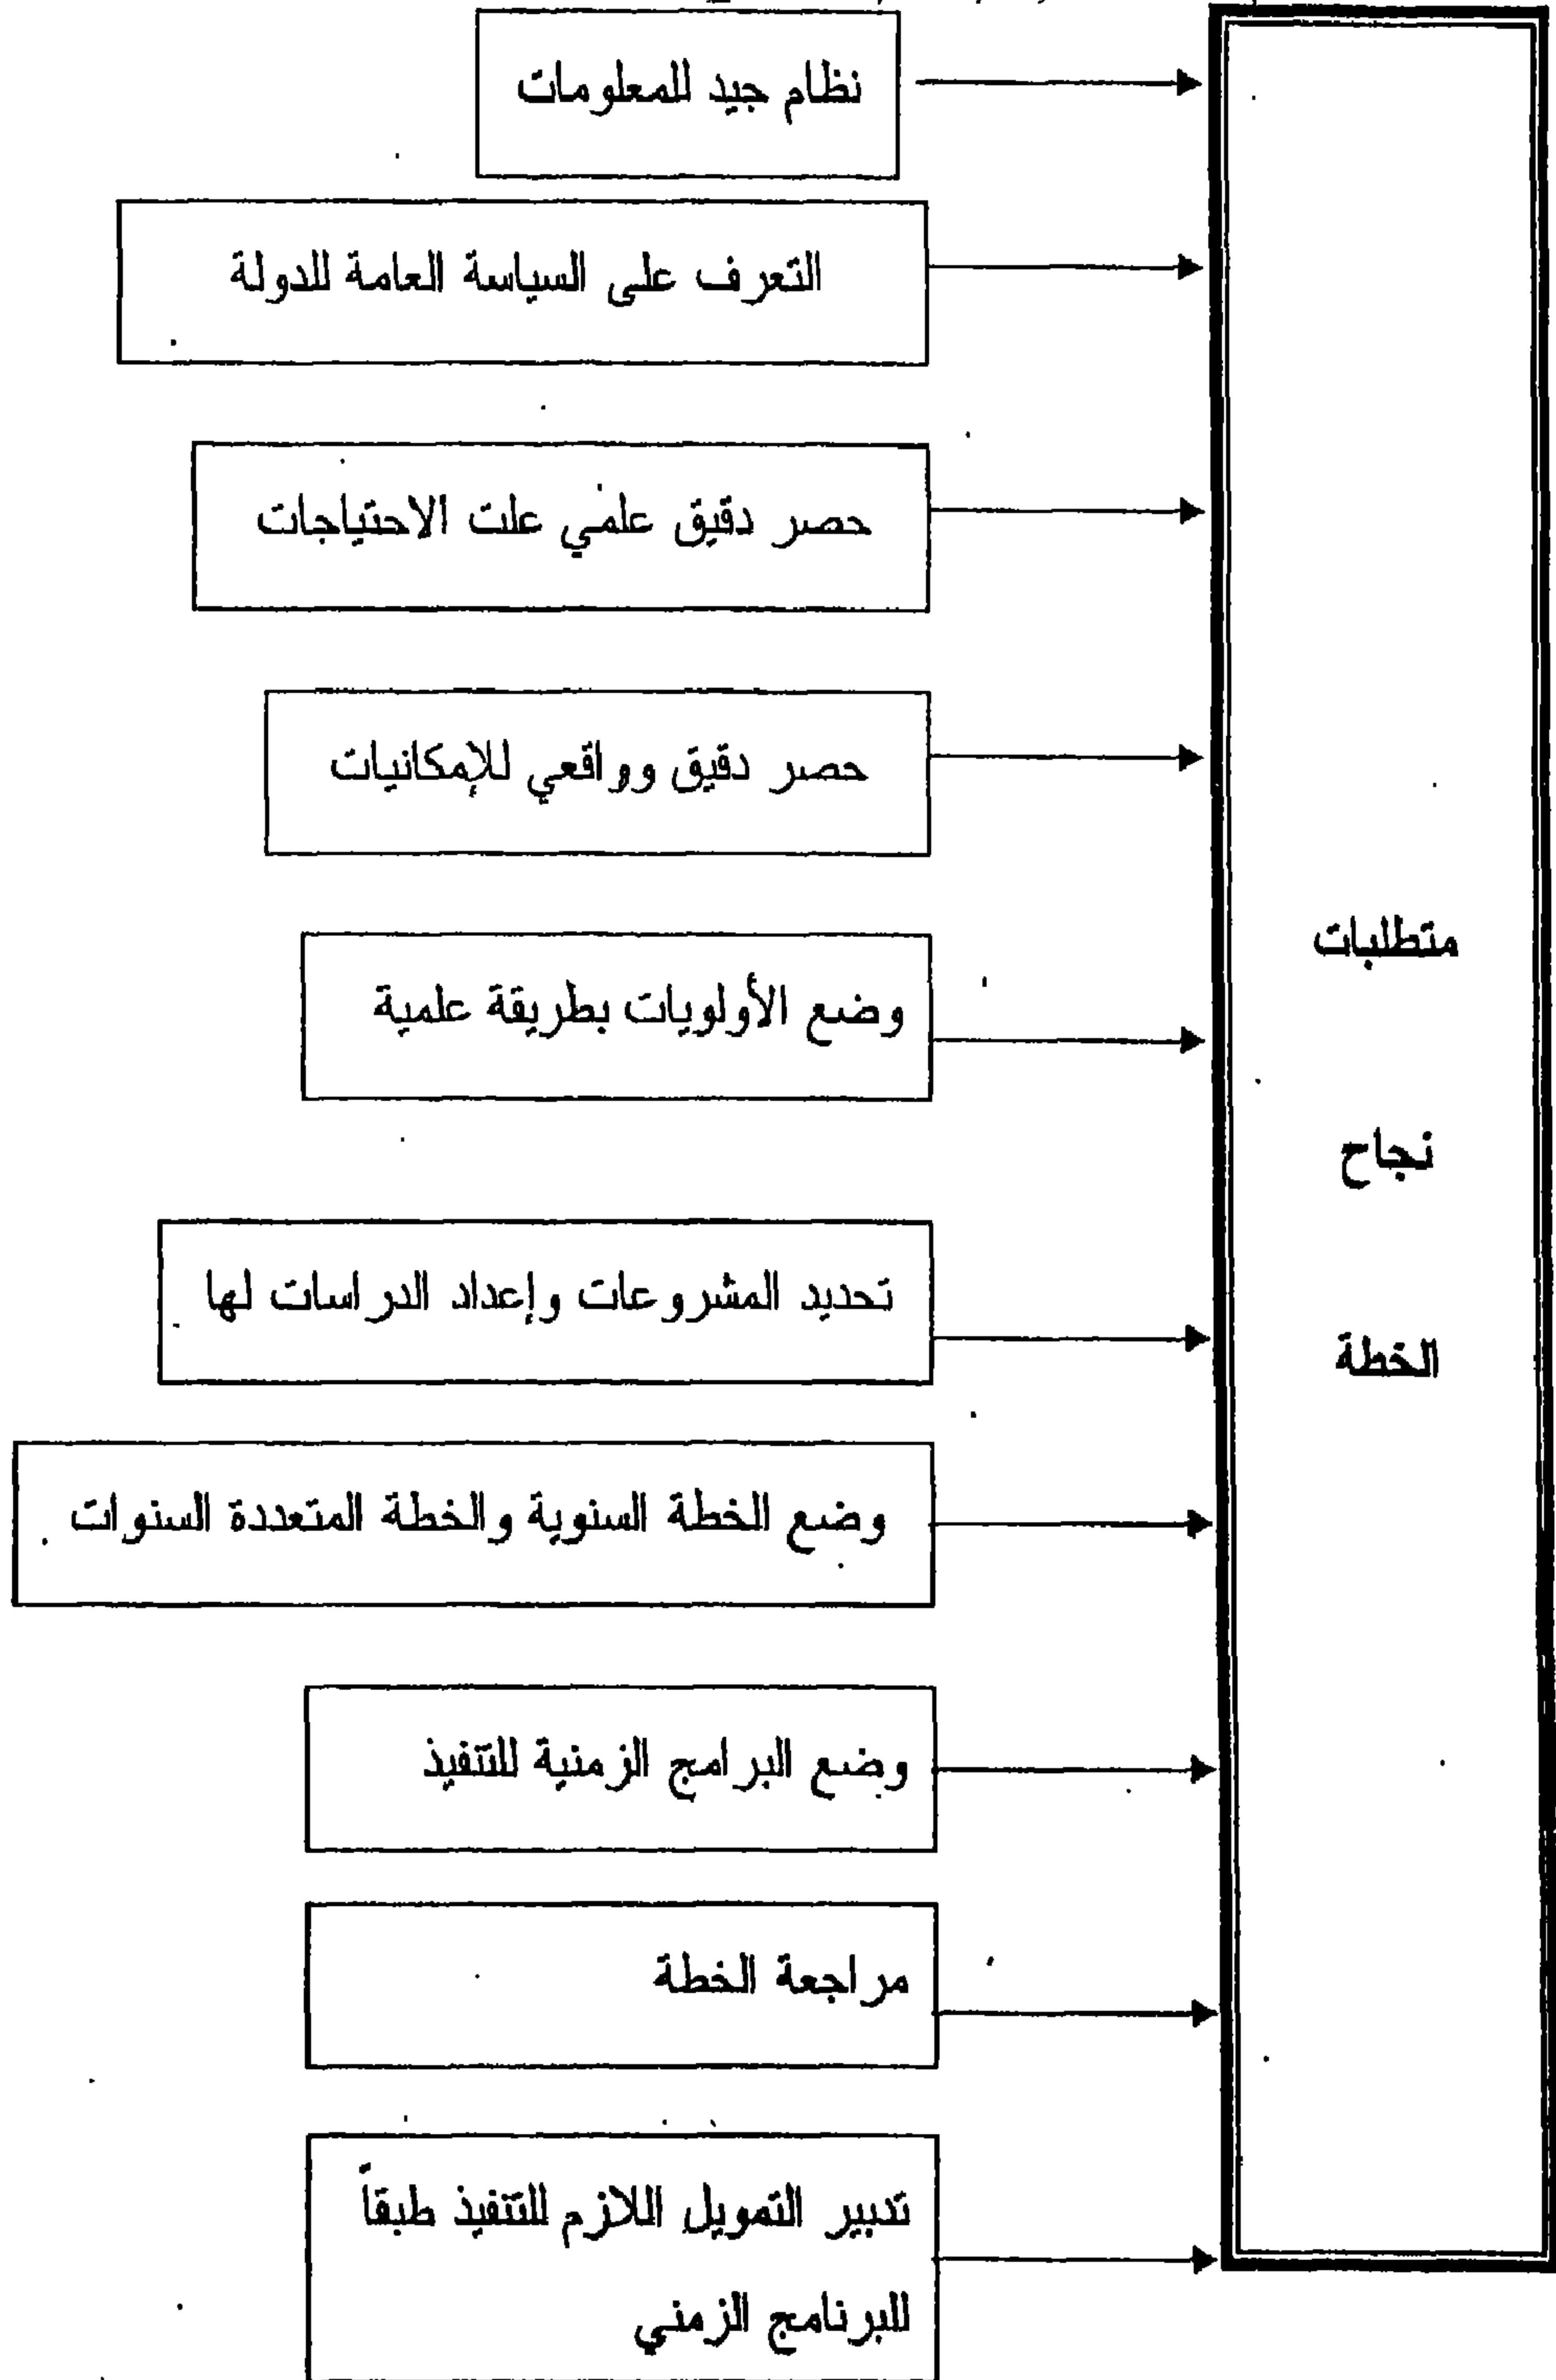 متطلبات
نجاح
الخطة
نظام جيد للمعلومات
التعرف على السياسة العامة للدولة
حصر دقيق علمي علت الاحتياجات
حصر دقيق وواقعي للإمكانيات
وضع الأولويات بطريقة علمية
تحديد المشروعات وإعداد الدراسات لها
وضع الخطة السنوية والخطة المتعددة السنوات
وضع البرامج الزمنية للتنفيذ
مراجعة الخطة
تدبير التمويل اللازم للتنفيذ طبقاً
للبرنامج الزمني